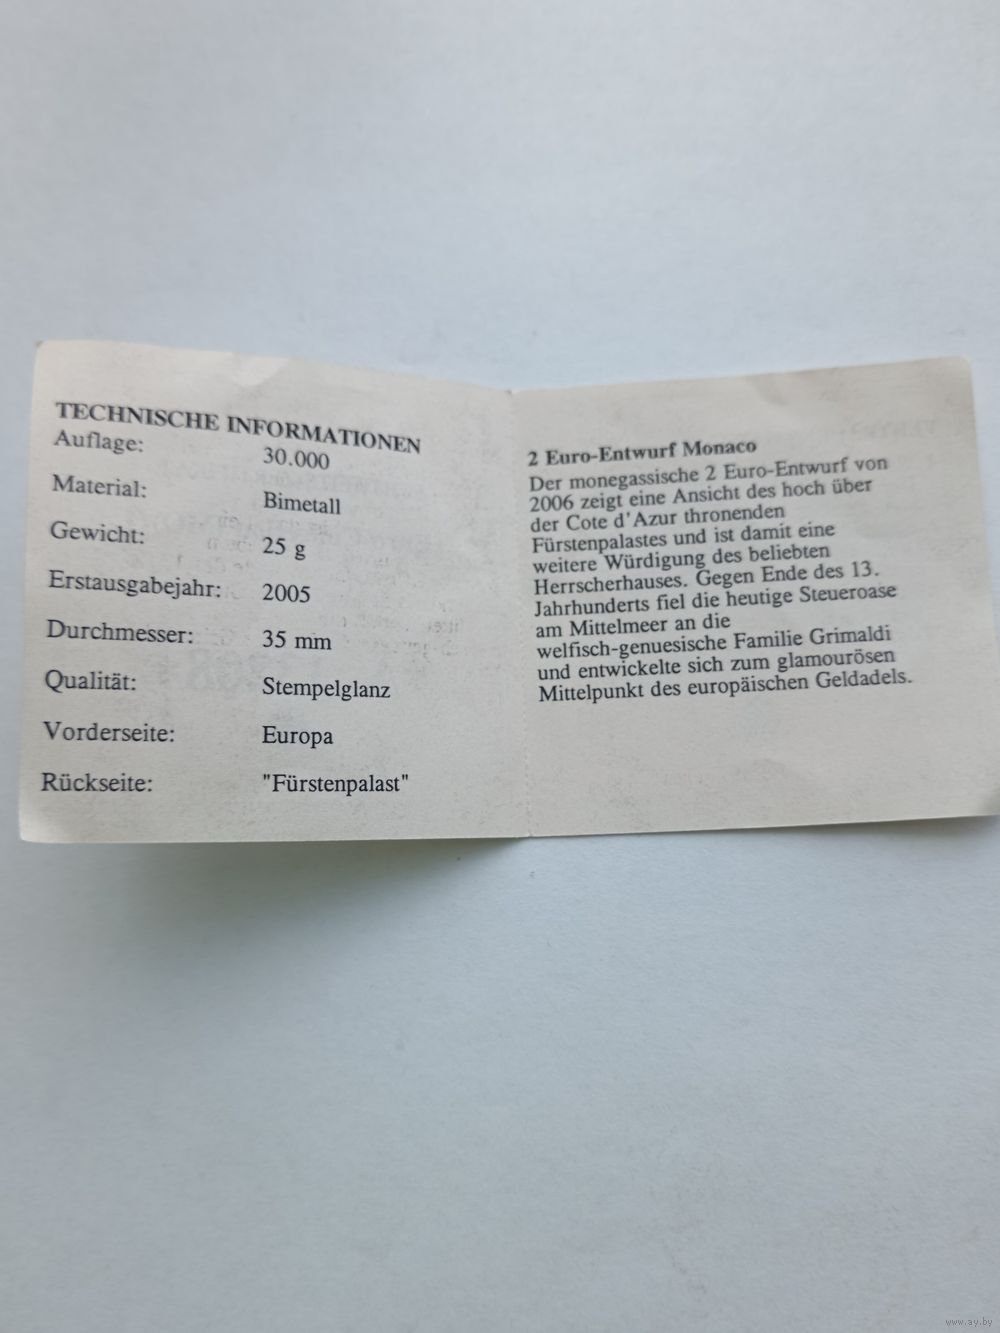 TECHNISCHE INFORMATIONEN
Auflage: 30.000
Material: Bimetall
Gewicht: 25 g
Erstausgabejahr: 2005
Durchmesser: 35 mm
Qualität: Stempelglanz
Vorderseite: Europa
Rückseite: "Fürstenpalast"
2 Euro-Entwurf Monaco
Der monegassische 2 Euro-Entwurf von
2006 zeigt eine Ansicht des hoch über
der Cote d'Azur thronenden
Fürstenpalastes und ist damit eine
weitere Würdigung des beliebten
Herrscherhauses. Gegen Ende des 13.
Jahrhunderts fiel die heutige Steueroase
am Mittelmeer an die
welfisch-genuesische Familie Grimaldi
und entwickelte sich zum glamourösen
Mittelpunkt des europäischen Geldadels.
www.ay.by